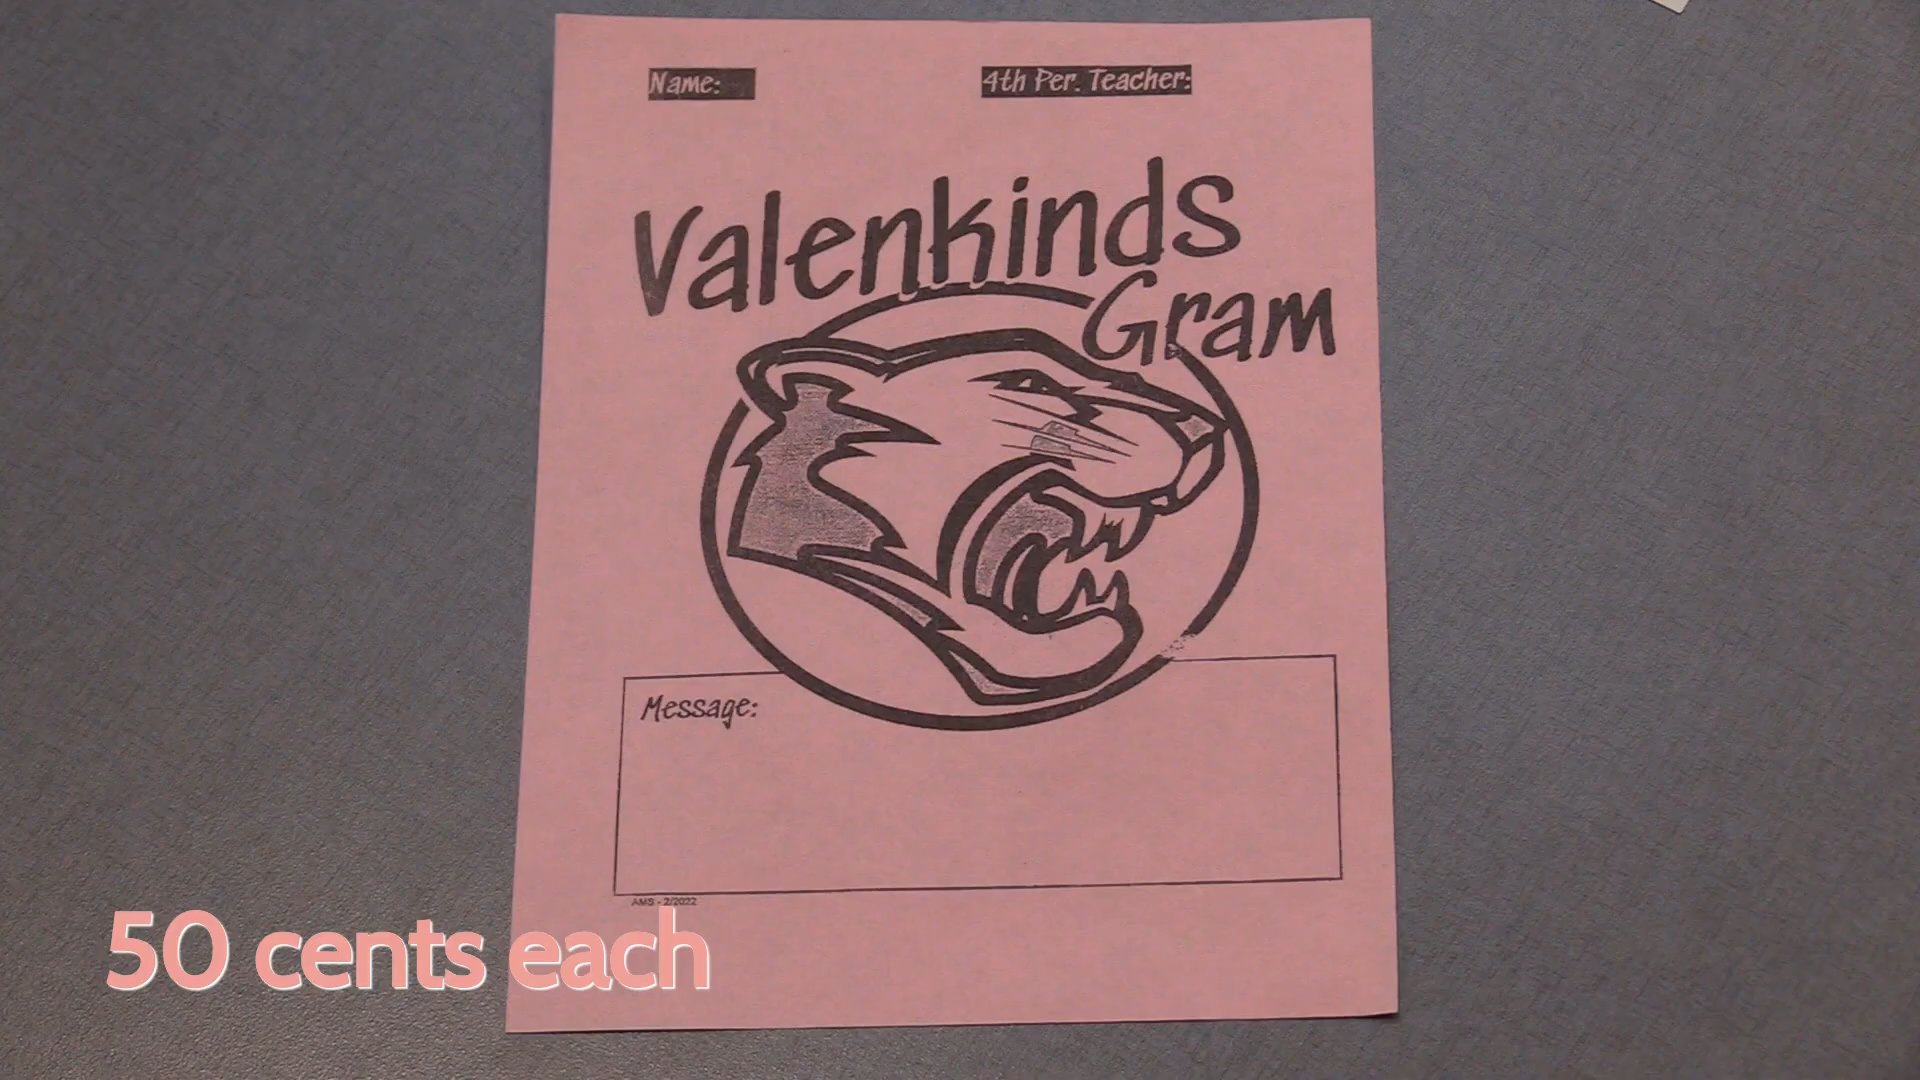 Name:
4th Per. Teacher:
Valenkinds
Gram
Message:
AMS - 2/2022
50 cents each